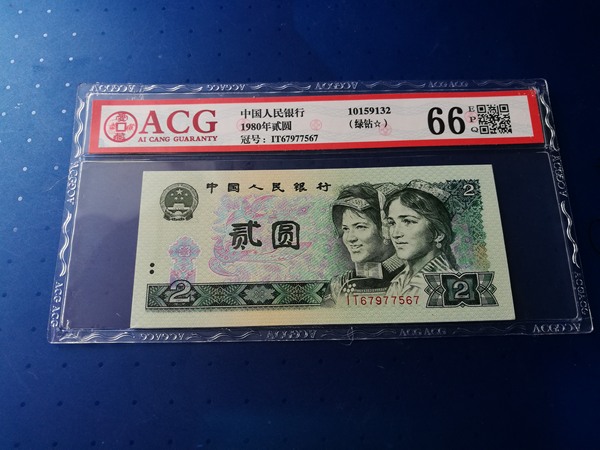 ACG
AI CANG GUARANTY
中国人民银行
1980年贰圆
冠号：IT67977567
10159132
（绿钻☆）
66
EPQ
中国人民银行
2
贰圆
2
IT67977567
2